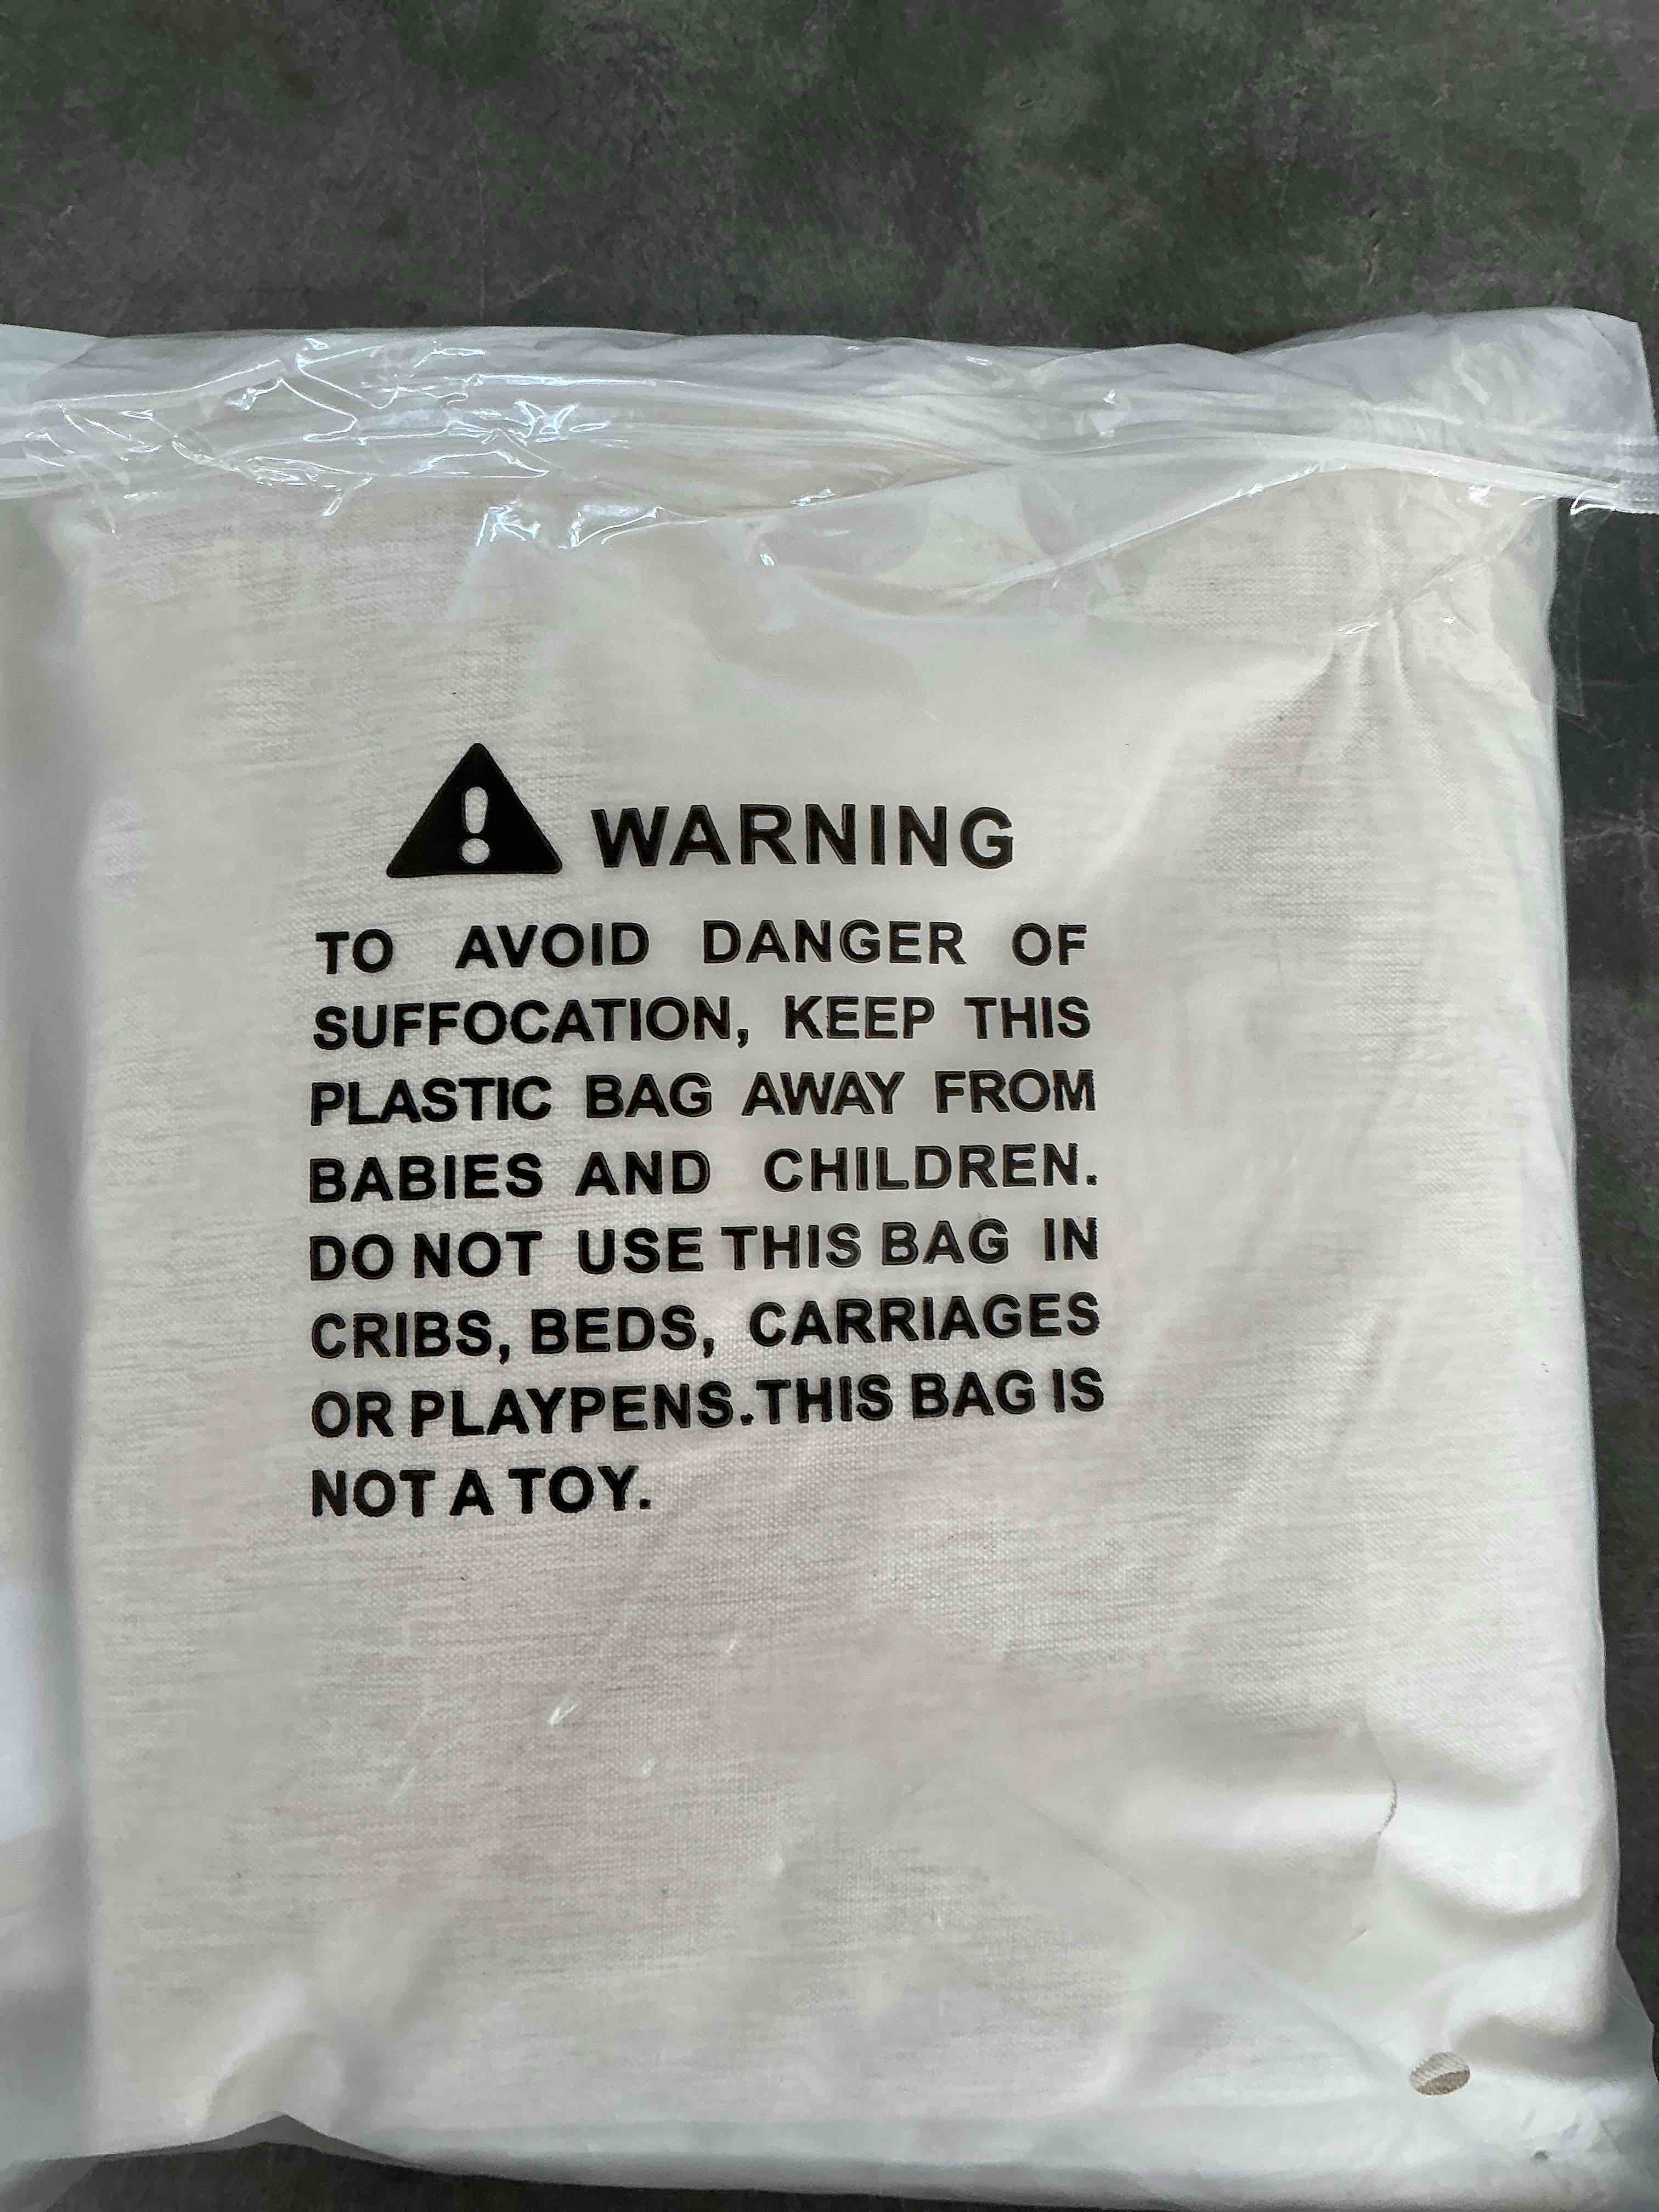 WARNING
TO AVOID DANGER OF
SUFFOCATION, KEEP THIS
PLASTIC BAG AWAY FROM
BABIES AND CHILDREN.
DO NOT USE THIS BAG IN
CRIBS, BEDS, CARRIAGES
OR PLAYPENS.THIS BAG IS
NOT A TOY.